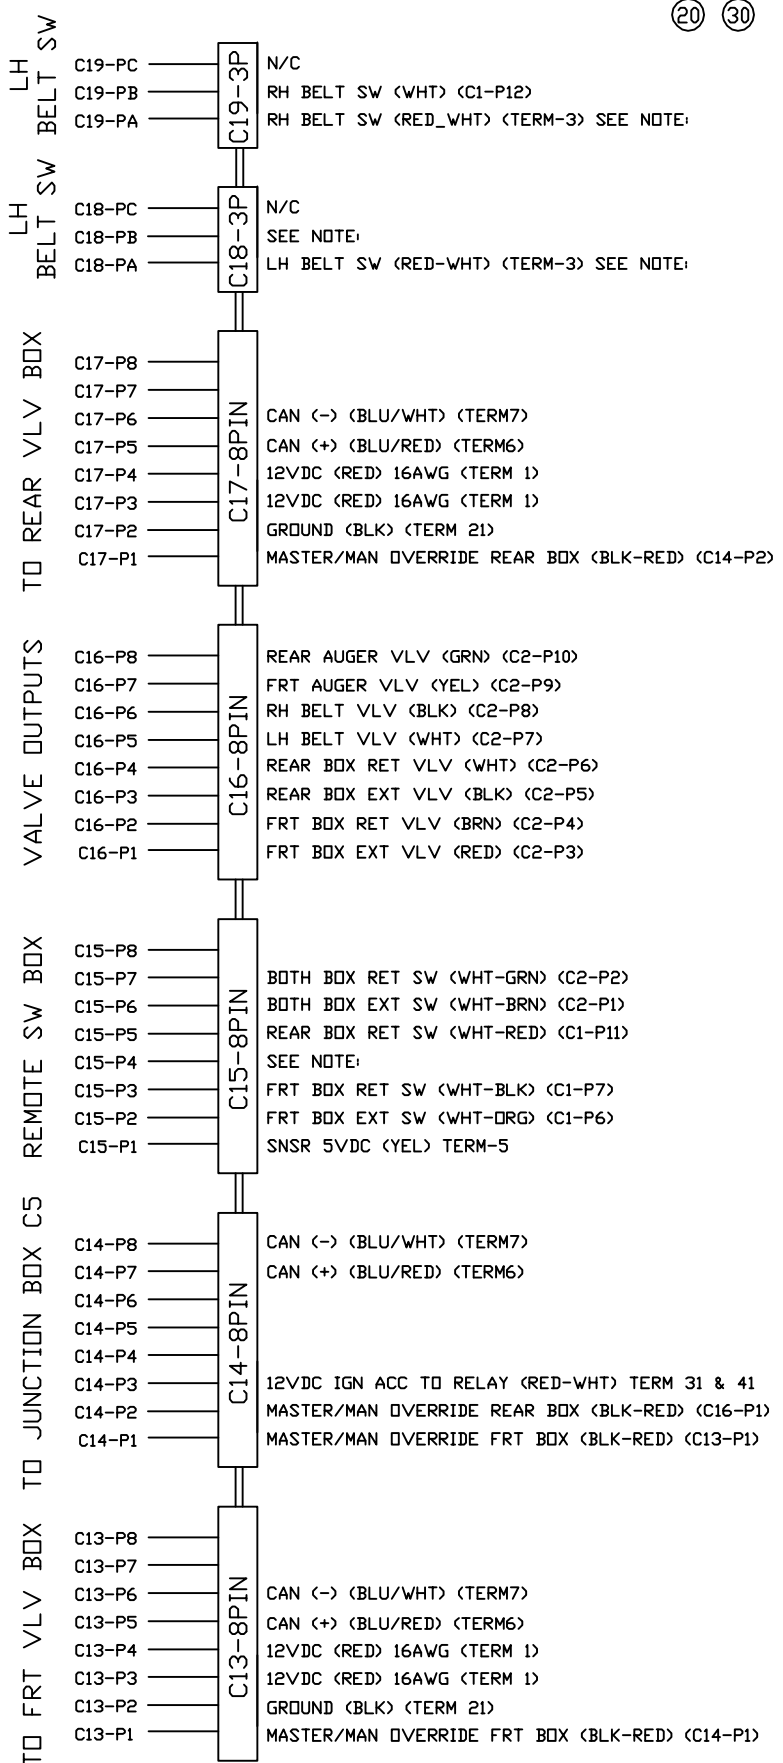 20 30
LH
BELT SW
C19-3P
C19-PC N/C
C19-PB RH BELT SW (WHT) (C1-P12)
C19-PA RH BELT SW (RED_WHT) (TERM-3) SEE NOTE:
LH
BELT SW
C18-3P
C18-PC N/C
C18-PB SEE NOTE:
C18-PA LH BELT SW (RED-WHT) (TERM-3) SEE NOTE:
TO REAR VLV BOX
C17-8PIN
C17-P8
C17-P7
C17-P6 CAN (-) (BLU/WHT) (TERM7)
C17-P5 CAN (+) (BLU/RED) (TERM6)
C17-P4 12VDC (RED) 16AWG (TERM 1)
C17-P3 12VDC (RED) 16AWG (TERM 1)
C17-P2 GROUND (BLK) (TERM 21)
C17-P1 MASTER/MAN OVERRIDE REAR BOX (BLK-RED) (C14-P2)
VALVE OUTPUTS
C16-8PIN
C16-P8 REAR AUGER VLV (GRN) (C2-P10)
C16-P7 FRT AUGER VLV (YEL) (C2-P9)
C16-P6 RH BELT VLV (BLK) (C2-P8)
C16-P5 LH BELT VLV (WHT) (C2-P7)
C16-P4 REAR BOX RET VLV (WHT) (C2-P6)
C16-P3 REAR BOX EXT VLV (BLK) (C2-P5)
C16-P2 FRT BOX RET VLV (BRN) (C2-P4)
C16-P1 FRT BOX EXT VLV (RED) (C2-P3)
REMOTE SW BOX
C15-8PIN
C15-P8
C15-P7 BOTH BOX RET SW (WHT-GRN) (C2-P2)
C15-P6 BOTH BOX EXT SW (WHT-BRN) (C2-P1)
C15-P5 REAR BOX RET SW (WHT-RED) (C1-P11)
C15-P4 SEE NOTE:
C15-P3 FRT BOX RET SW (WHT-BLK) (C1-P7)
C15-P2 FRT BOX EXT SW (WHT-ORG) (C1-P6)
C15-P1 SNSR 5VDC (YEL) TERM-5
TO JUNCTION BOX C5
C14-8PIN
C14-P8 CAN (-) (BLU/WHT) (TERM7)
C14-P7 CAN (+) (BLU/RED) (TERM6)
C14-P6
C14-P5
C14-P4
C14-P3 12VDC IGN ACC TO RELAY (RED-WHT) TERM 31 & 41
C14-P2 MASTER/MAN OVERRIDE REAR BOX (BLK-RED) (C16-P1)
C14-P1 MASTER/MAN OVERRIDE FRT BOX (BLK-RED) (C13-P1)
TO FRT VLV BOX
C13-8PIN
C13-P8
C13-P7
C13-P6 CAN (-) (BLU/WHT) (TERM7)
C13-P5 CAN (+) (BLU/RED) (TERM6)
C13-P4 12VDC (RED) 16AWG (TERM 1)
C13-P3 12VDC (RED) 16AWG (TERM 1)
C13-P2 GROUND (BLK) (TERM 21)
C13-P1 MASTER/MAN OVERRIDE FRT BOX (BLK-RED) (C14-P1)